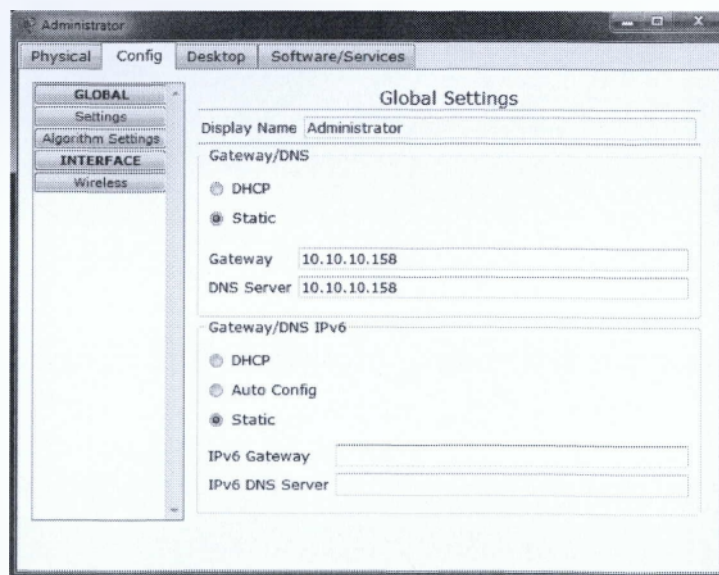 Administrator
Physical Config Desktop Software/Services
GLOBAL
Settings
Algorithm Settings
INTERFACE
Wireless
Global Settings
Display Name Administrator
Gateway/DNS
DHCP
Static
Gateway 10.10.10.158
DNS Server 10.10.10.158
Gateway/DNS IPv6
DHCP
Auto Config
Static
IPv6 Gateway
IPv6 DNS Server